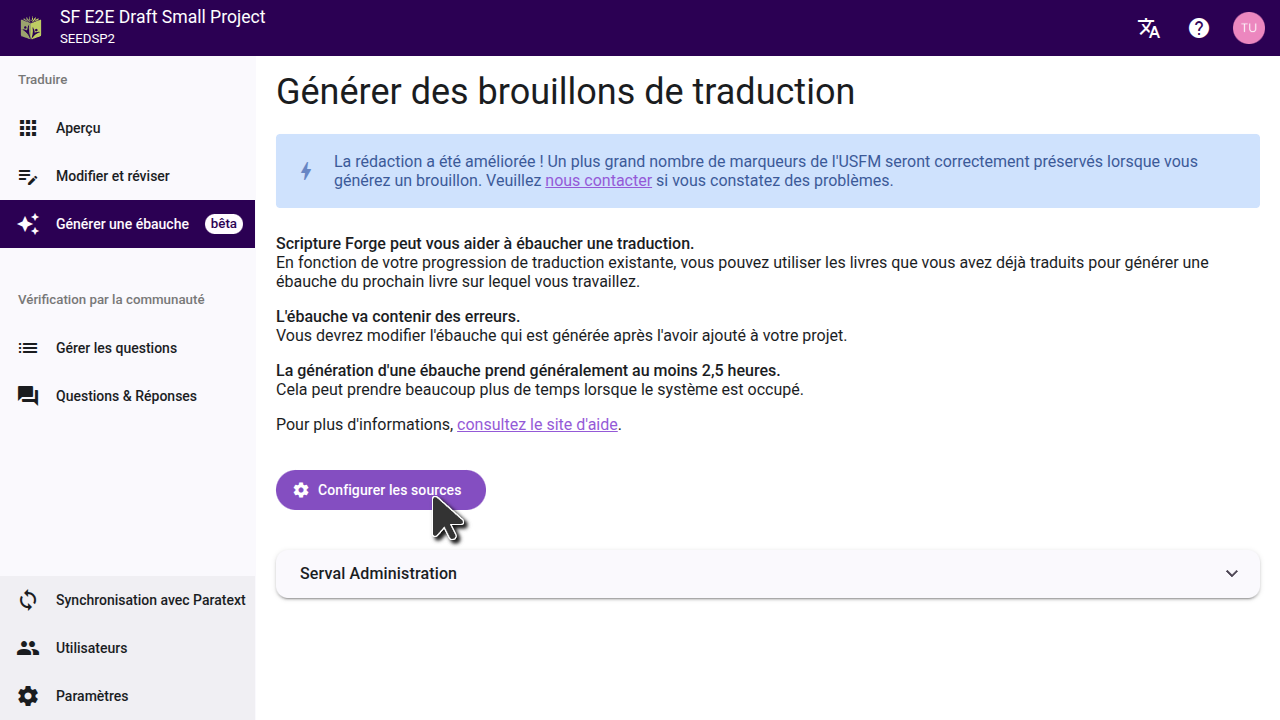 SF E2E Draft Small Project
SEEDSP2
TU
Traduire
Aperçu
Modifier et réviser
Générer une ébauche bêta
Vérification par la communauté
Gérer les questions
Questions & Réponses
Synchronisation avec Paratext
Utilisateurs
Paramètres
Générer des brouillons de traduction
La rédaction a été améliorée ! Un plus grand nombre de marqueurs de l'USFM seront correctement préservés lorsque vous
générez un brouillon. Veuillez nous contacter si vous constatez des problèmes.
Scripture Forge peut vous aider à ébaucher une traduction.
En fonction de votre progression de traduction existante, vous pouvez utiliser les livres que vous avez déjà traduits pour générer une
ébauche du prochain livre sur lequel vous travaillez.
L'ébauche va contenir des erreurs.
Vous devrez modifier l'ébauche qui est générée après l'avoir ajouté à votre projet.
La génération d'une ébauche prend généralement au moins 2,5 heures.
Cela peut prendre beaucoup plus de temps lorsque le système est occupé.
Pour plus d'informations, consultez le site d'aide.
Configurer les sources
Serval Administration